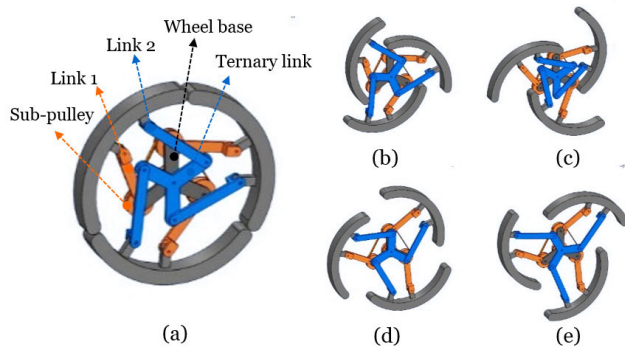 Wheel base
Link 2
Ternary link
Link 1
Sub-pulley
(a)
(b)
(c)
(d)
(e)